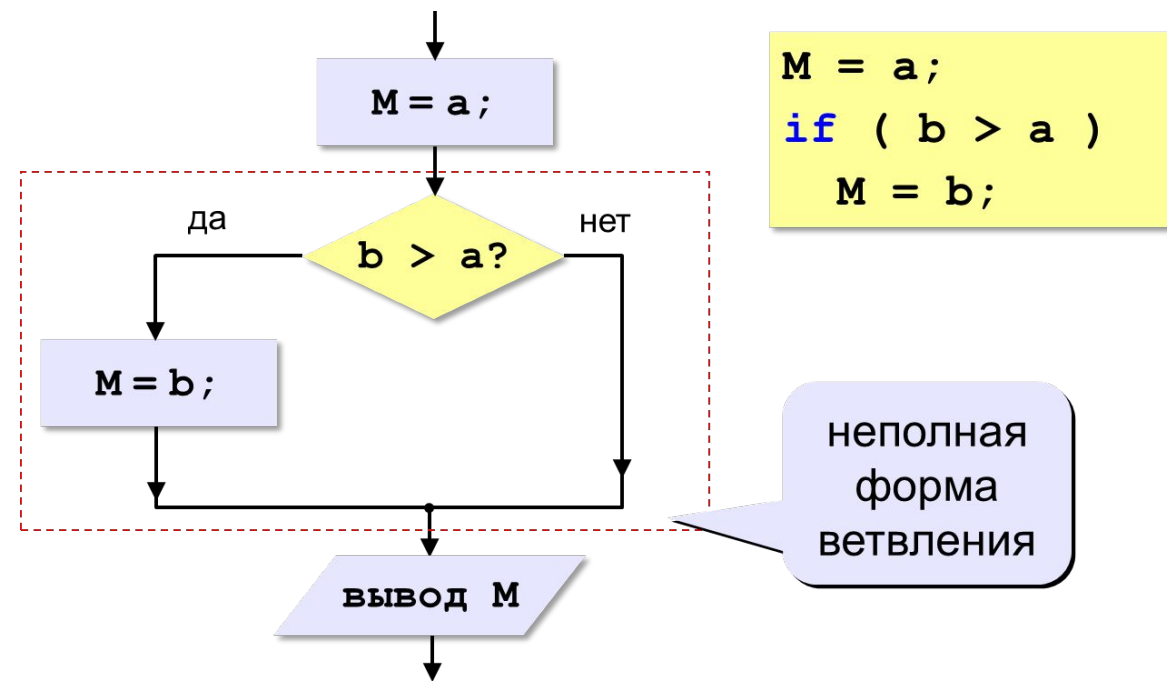 M = a;
да
b > a?
нет
M = b;
вывод M
M = a;
if ( b > a )
M = b;
неполная
форма
ветвления